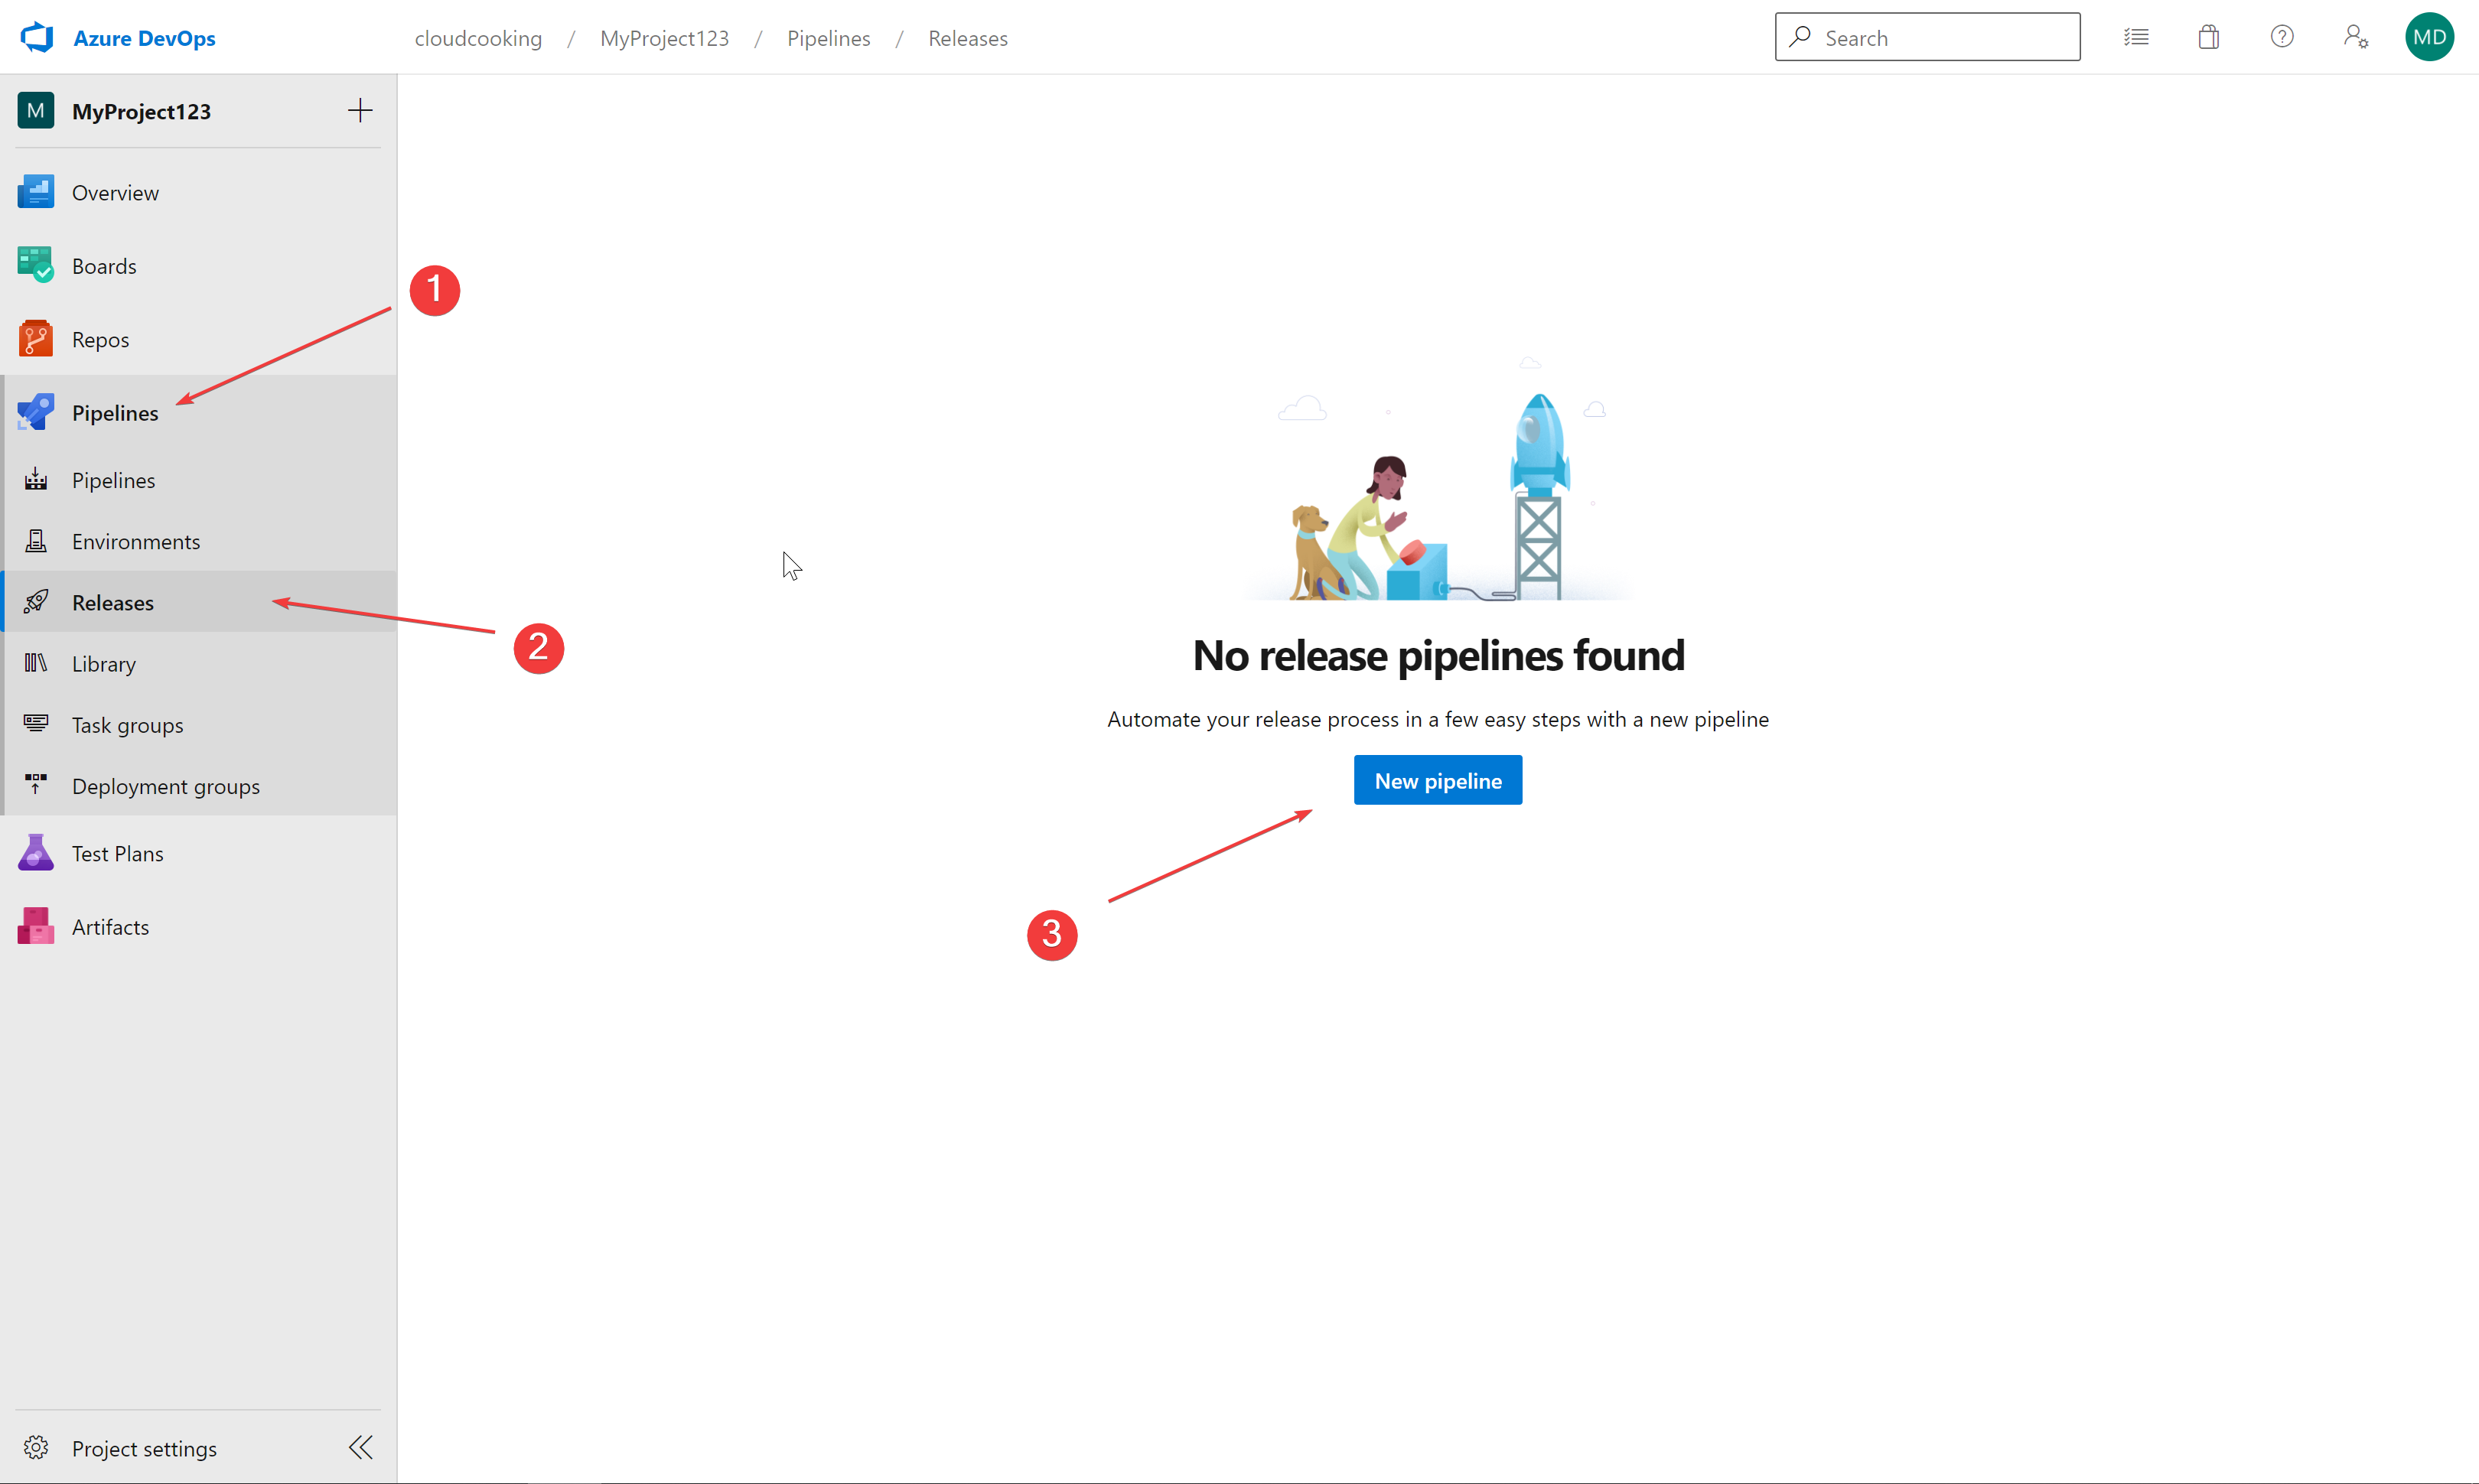 Azure DevOps
cloudcooking / MyProject123 / Pipelines / Releases
Search
MD
M MyProject123
Overview
Boards
1
Repos
Pipelines
Pipelines
Environments
Releases
2
Library
Task groups
Deployment groups
Test Plans
Artifacts
No release pipelines found
Automate your release process in a few easy steps with a new pipeline
New pipeline
3
Project settings